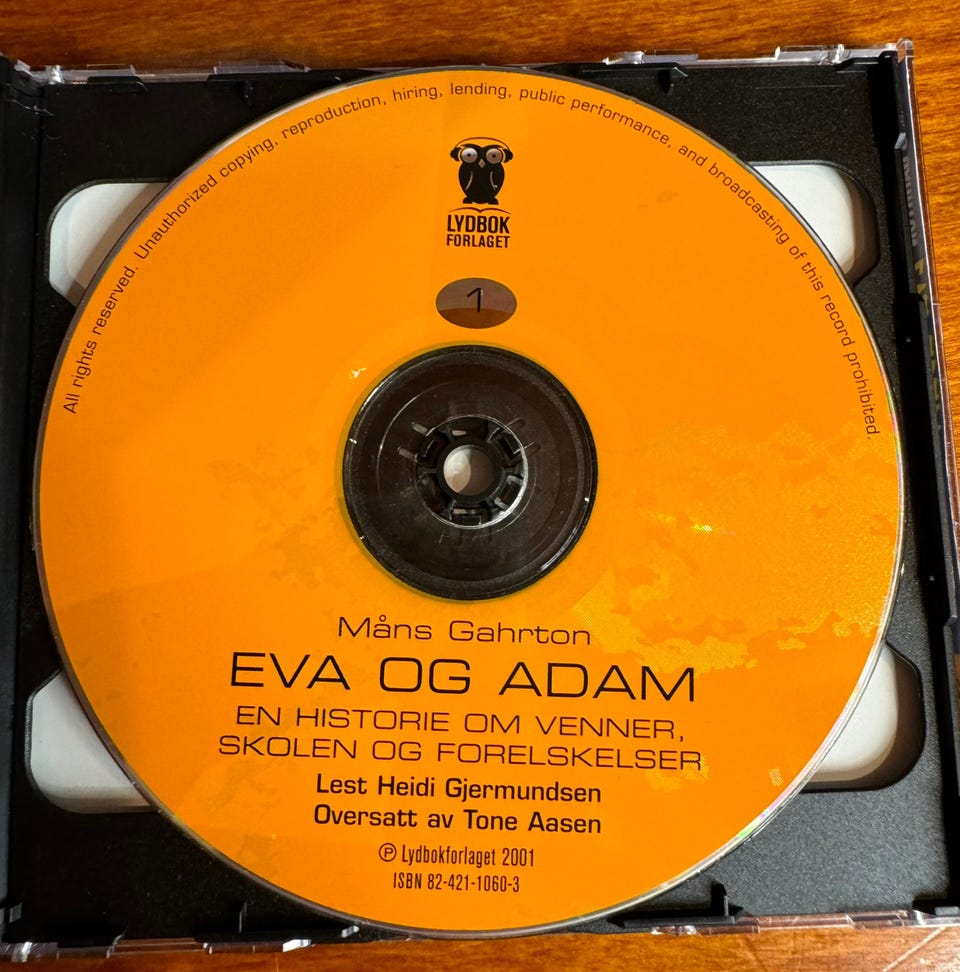 All rights reserved. Unauthorized copying, reproduction, hiring, lending, public performance, and broadcasting of this record prohibited.
LYDBOK
FORLAGET
1
Måns Gahrton
EVA OG ADAM
EN HISTORIE OM VENNER,
SKOLEN OG FORELSKELSER
Lest Heidi Gjermundsen
Oversatt av Tone Aasen
℗ Lydbokforlaget 2001
ISBN 82-421-1060-3